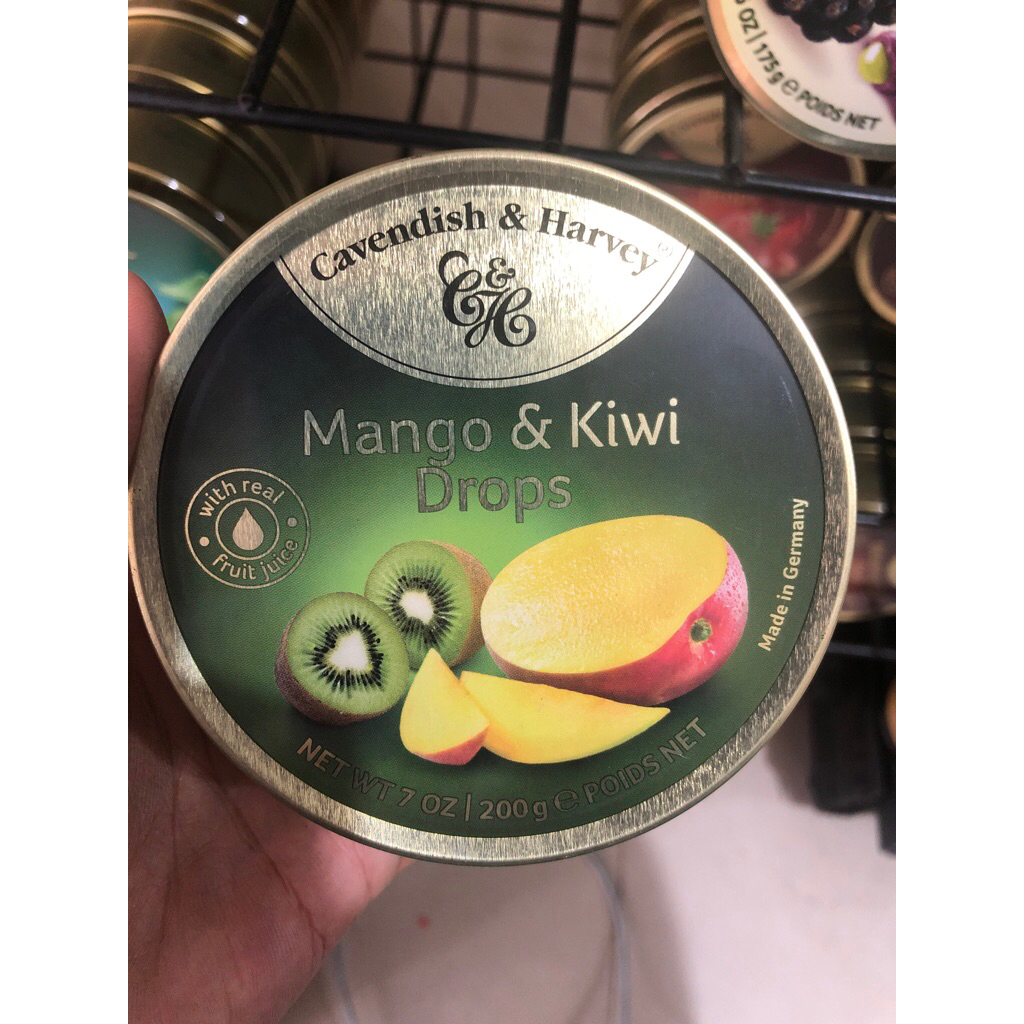 OZ | 175 g ℮ POIDS NET
Cavendish & Harvey®
C&H
Mango & Kiwi
Drops
with real
fruit juice
Made in Germany
NET WT 7 OZ | 200 g ℮ POIDS NET